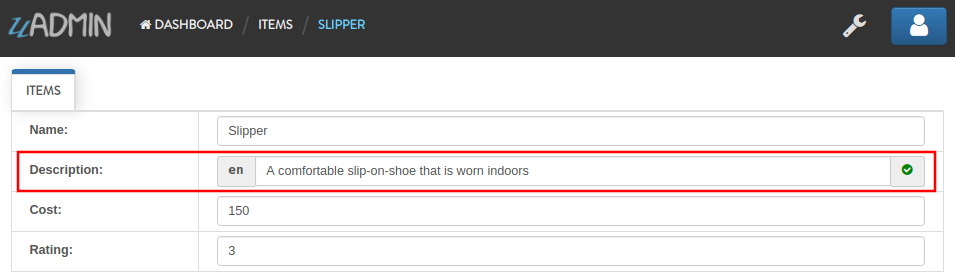 uADMIN DASHBOARD / ITEMS / SLIPPER
ITEMS
Name: Slipper
Description: en A comfortable slip-on-shoe that is worn indoors
Cost: 150
Rating: 3